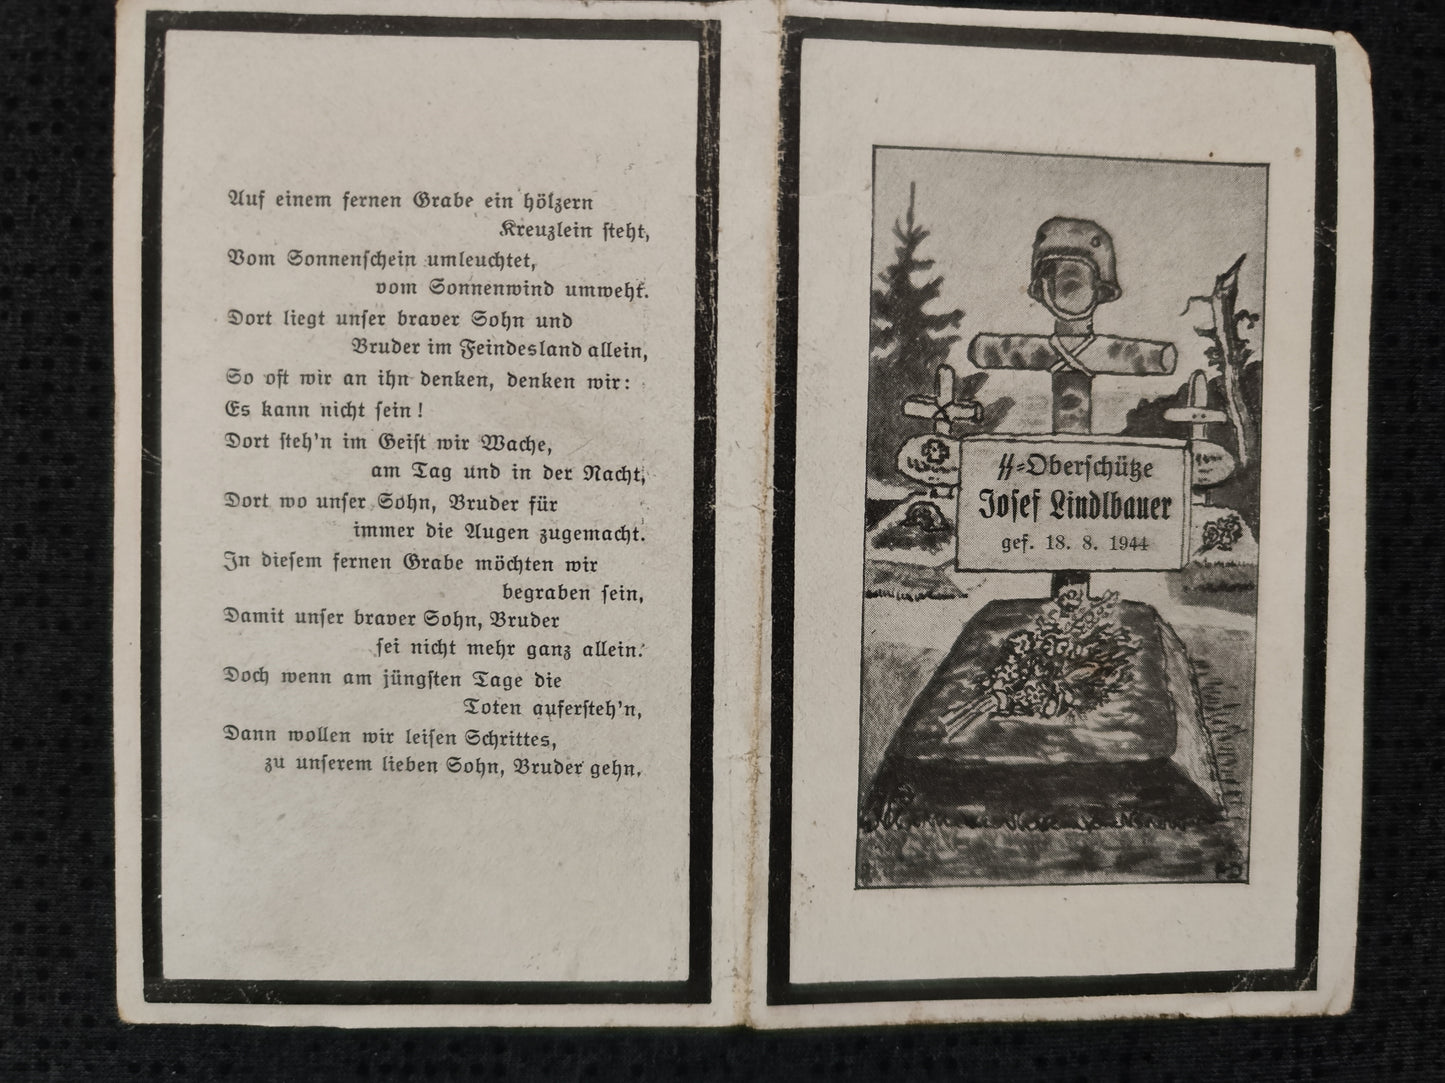 Auf einem fernen Grabe ein hölzern
Kreuzlein steht,
Vom Sonnenschein umleuchtet,
vom Sonnenwind umweht.
Dort liegt unser braver Sohn und
Bruder im Feindesland allein,
So oft wir an ihn denken, denken wir:
Es kann nicht sein!
Dort steh'n im Geist wir Wache,
am Tag und in der Nacht,
Dort wo unser Sohn, Bruder für
immer die Augen zugemacht.
In diesem fernen Grabe möchten wir
begraben sein,
Damit unser braver Sohn, Bruder
sei nicht mehr ganz allein.
Doch wenn am jüngsten Tage die
Toten aufersteh'n,
Dann wollen wir leisen Schrittes,
zu unserem lieben Sohn, Bruder gehn.
SS-Oberschütze
Josef Lindlbauer
gef. 18. 8. 1944